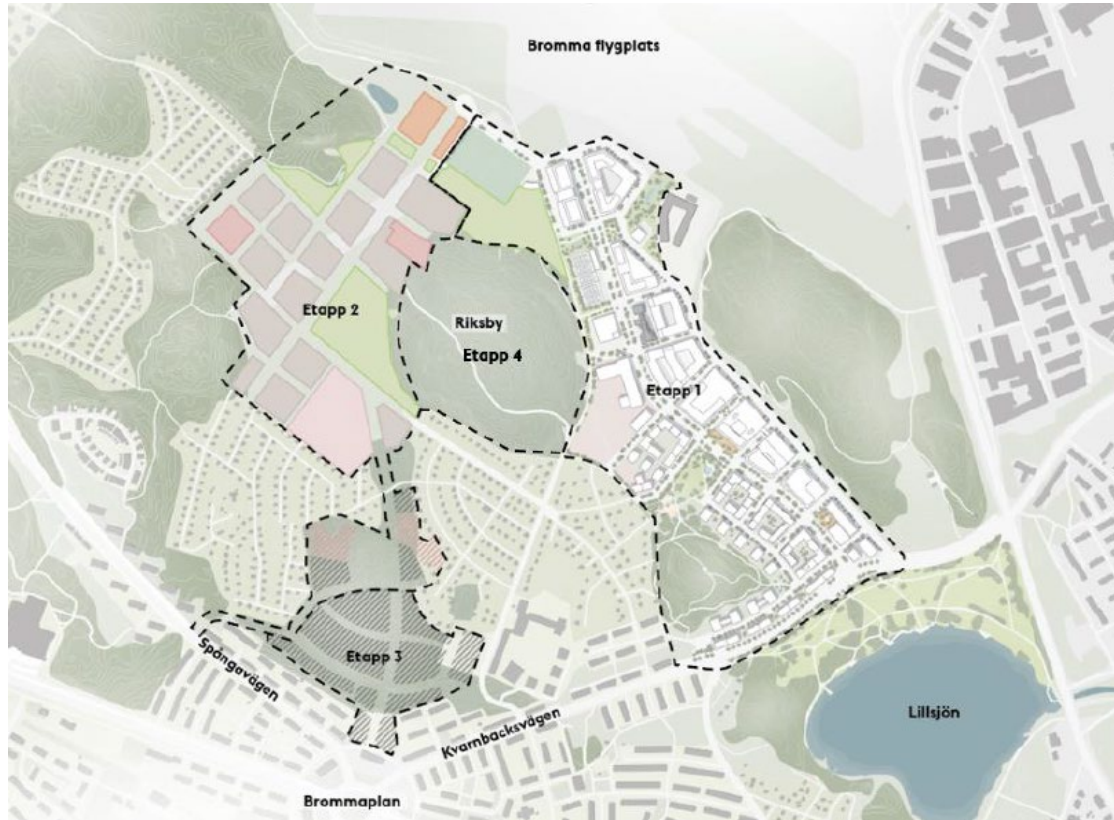 Bromma flygplats
Etapp 2
Riksby
Etapp 4
Etapp 1
Etapp 3
Spångavägen
Kvarnbacksvägen
Lillsjön
Brommaplan